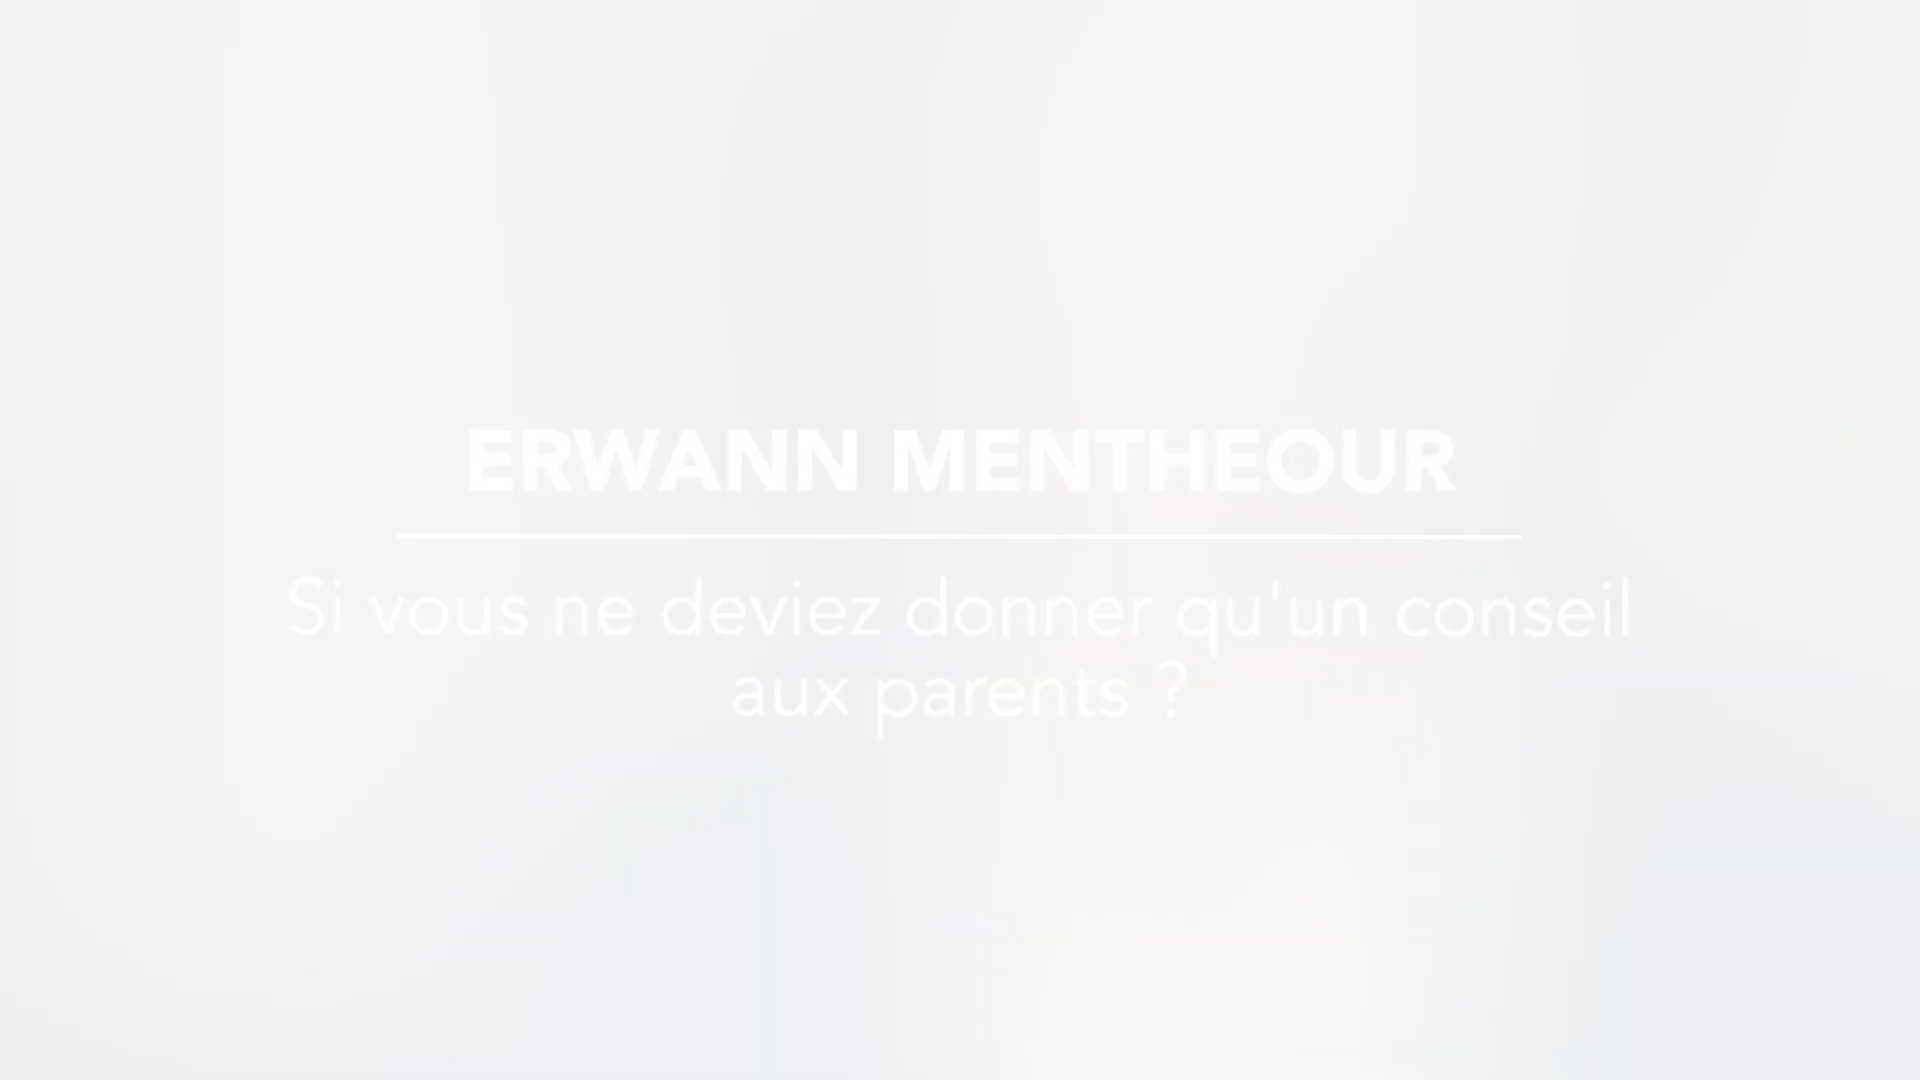 ERWANN MENTHEOUR
Si vous ne deviez donner qu'un conseil
aux parents ?